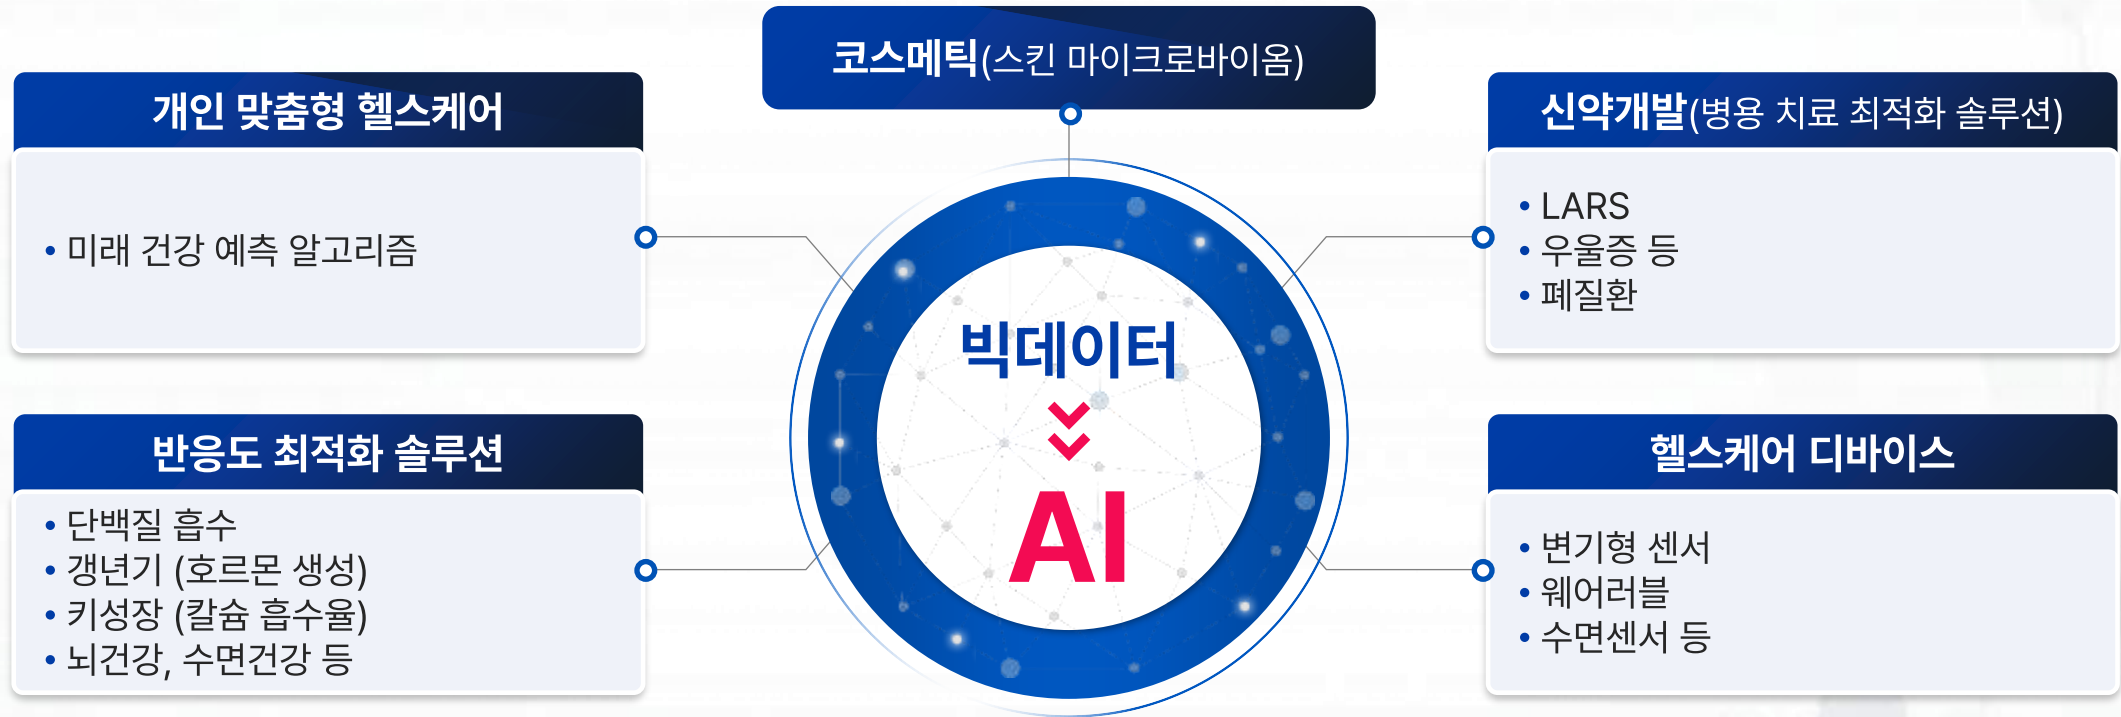 코스메틱(스킨 마이크로바이옴)
개인 맞춤형 헬스케어
• 미래 건강 예측 알고리즘
신약개발(병용 치료 최적화 솔루션)
• LARS
• 우울증 등
• 폐질환
빅데이터
AI
반응도 최적화 솔루션
• 단백질 흡수
• 갱년기 (호르몬 생성)
• 키성장 (칼슘 흡수율)
• 뇌건강, 수면건강 등
헬스케어 디바이스
• 변기형 센서
• 웨어러블
• 수면센서 등